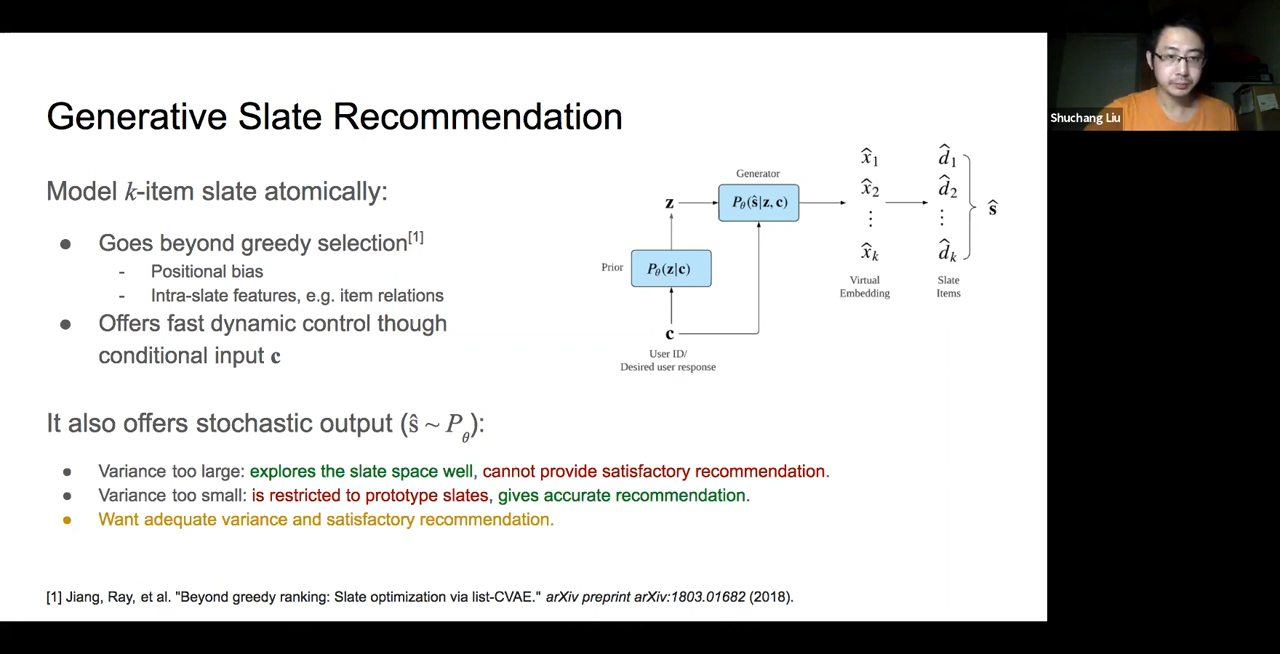 Generative Slate Recommendation
Shuchang Liu
Model k-item slate atomically:
● Goes beyond greedy selection[1]
- Positional bias
- Intra-slate features, e.g. item relations
● Offers fast dynamic control though
conditional input c
Generator
z
Pθ(ŝ|z, c)
Prior
Pθ(z|c)
c
User ID/
Desired user response
x̂1
x̂2
⋮
x̂k
Virtual
Embedding
d̂1
d̂2
⋮
d̂k
Slate
Items
ŝ
It also offers stochastic output (ŝ ~ Pθ):
● Variance too large: explores the slate space well, cannot provide satisfactory recommendation.
● Variance too small: is restricted to prototype slates, gives accurate recommendation.
● Want adequate variance and satisfactory recommendation.
[1] Jiang, Ray, et al. "Beyond greedy ranking: Slate optimization via list-CVAE." arXiv preprint arXiv:1803.01682 (2018).